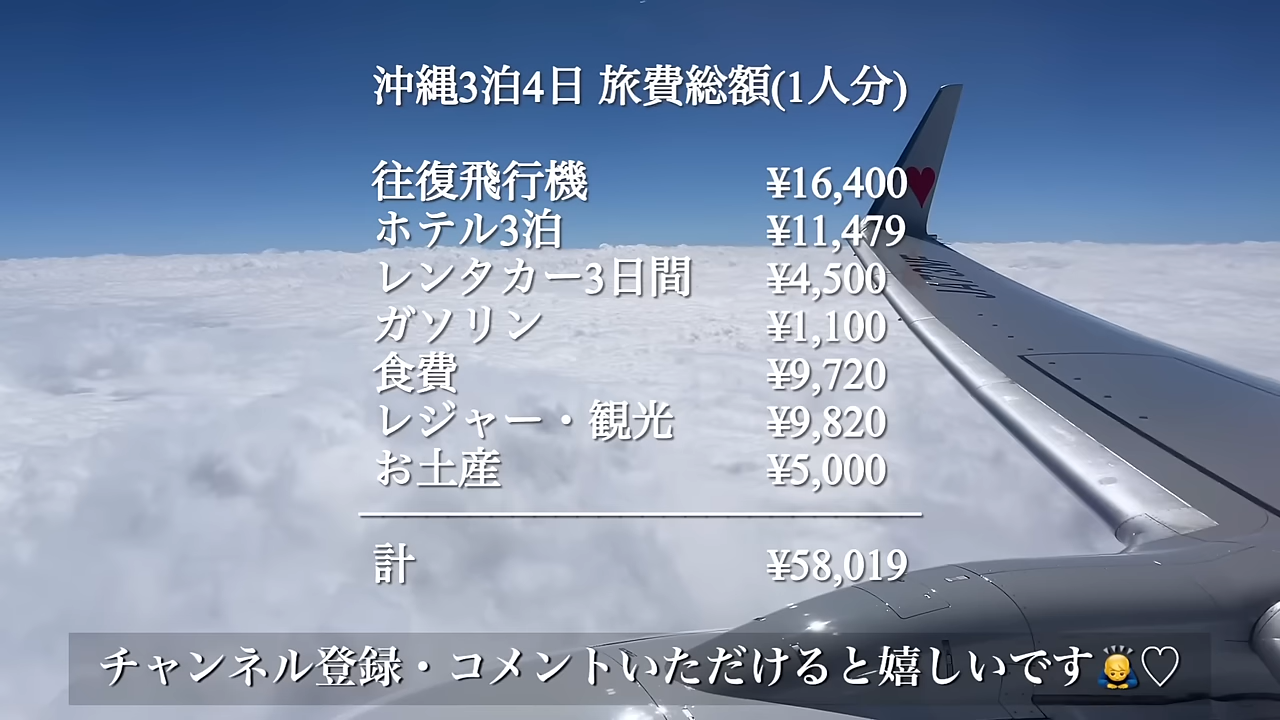 沖縄3泊4日 旅費総額(1人分)
往復飛行機 ¥16,400
ホテル3泊 ¥11,479
レンタカー3日間 ¥4,500
ガソリン ¥1,100
食費 ¥9,720
レジャー・観光 ¥9,820
お土産 ¥5,000
計 ¥58,019
チャンネル登録・コメントいただけると嬉しいです🙇♡